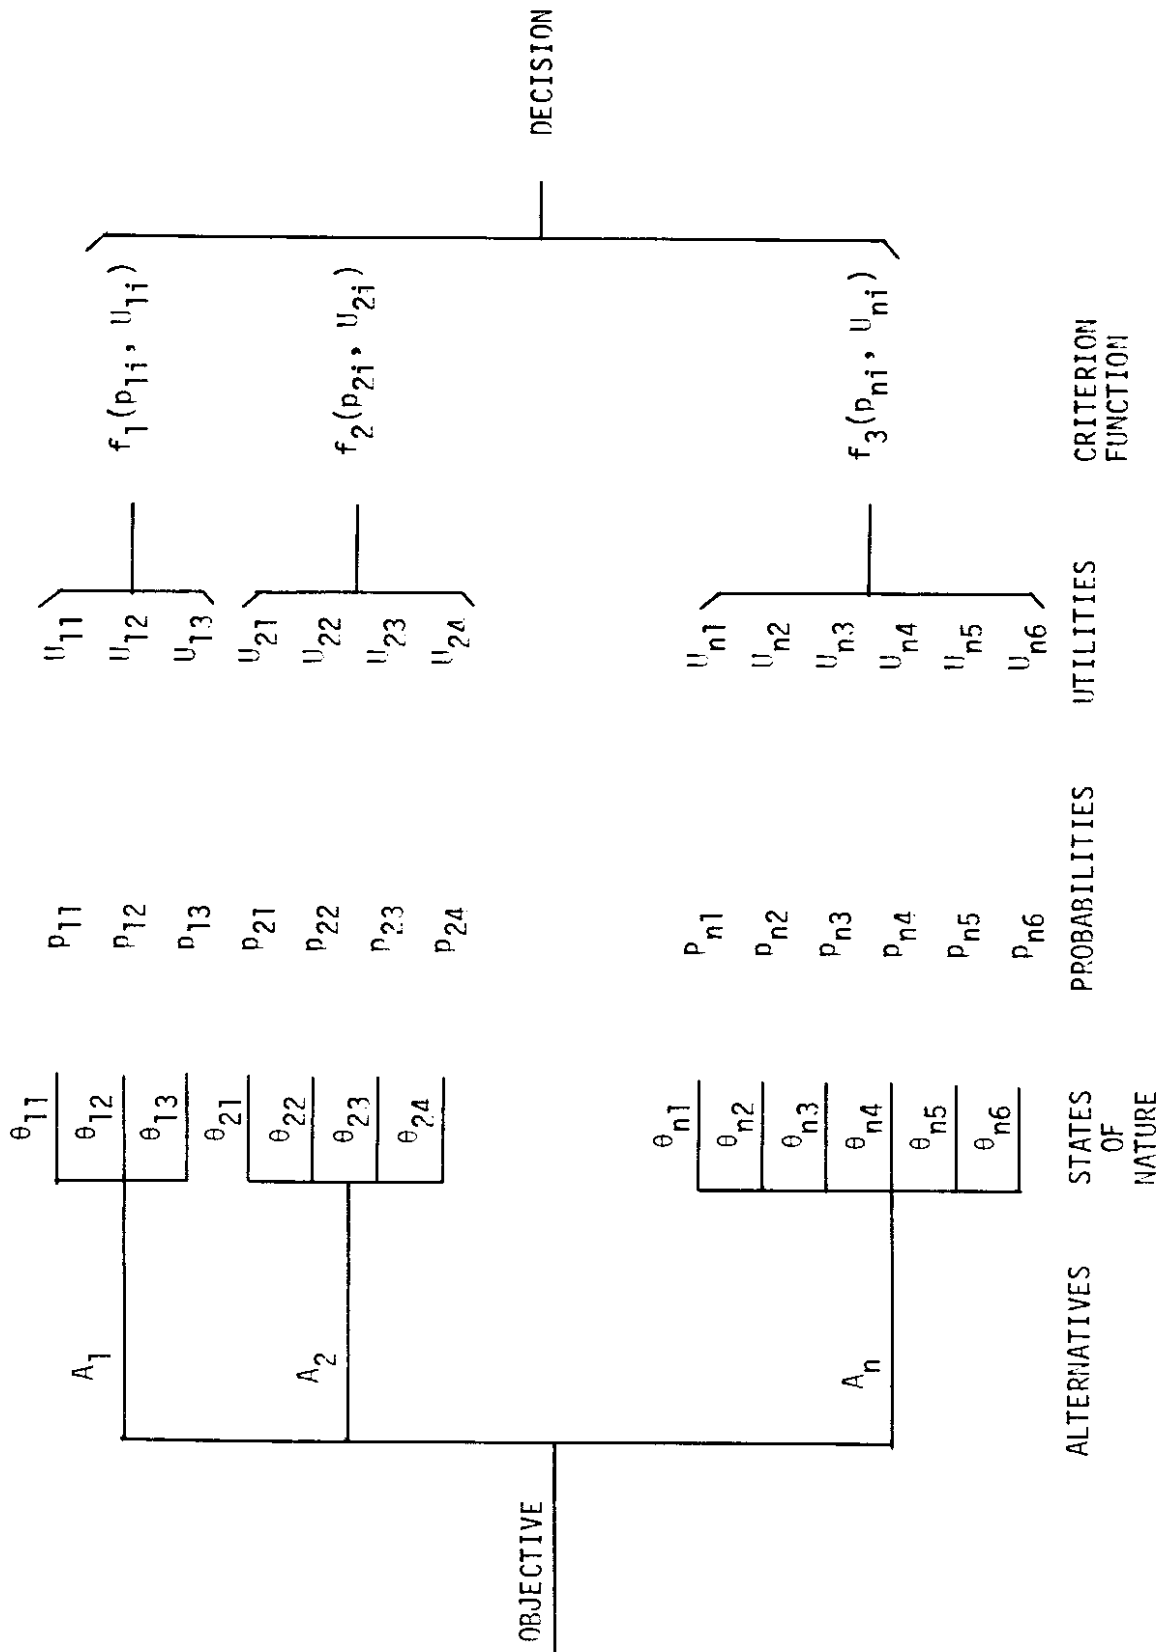 OBJECTIVE
A₁
A₂
Aₙ
ALTERNATIVES
θ₁₁
θ₁₂
θ₁₃
θ₂₁
θ₂₂
θ₂₃
θ₂₄
θₙ₁
θₙ₂
θₙ₃
θₙ₄
θₙ₅
θₙ₆
STATES
OF
NATURE
p₁₁
p₁₂
p₁₃
p₂₁
p₂₂
p₂₃
p₂₄
pₙ₁
pₙ₂
pₙ₃
pₙ₄
pₙ₅
pₙ₆
PROBABILITIES
U₁₁
U₁₂
U₁₃
U₂₁
U₂₂
U₂₃
U₂₄
Uₙ₁
Uₙ₂
Uₙ₃
Uₙ₄
Uₙ₅
Uₙ₆
UTILITIES
f₁(p₁ᵢ, U₁ᵢ)
f₂(p₂ᵢ, U₂ᵢ)
f₃(pₙᵢ, Uₙᵢ)
CRITERION
FUNCTION
DECISION